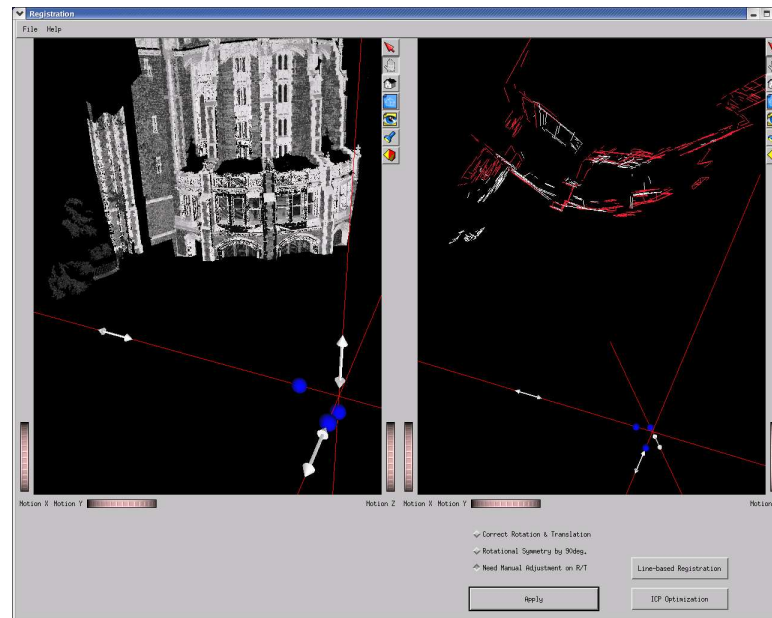 Registration
File Help
Motion X Motion Y Motion Z Motion X Motion Y Motion
Correct Rotation & Translation
Rotational Symmetry by 90deg.
Need Manual Adjustment on R/T
Line-based Registration
Apply
ICP Optimization